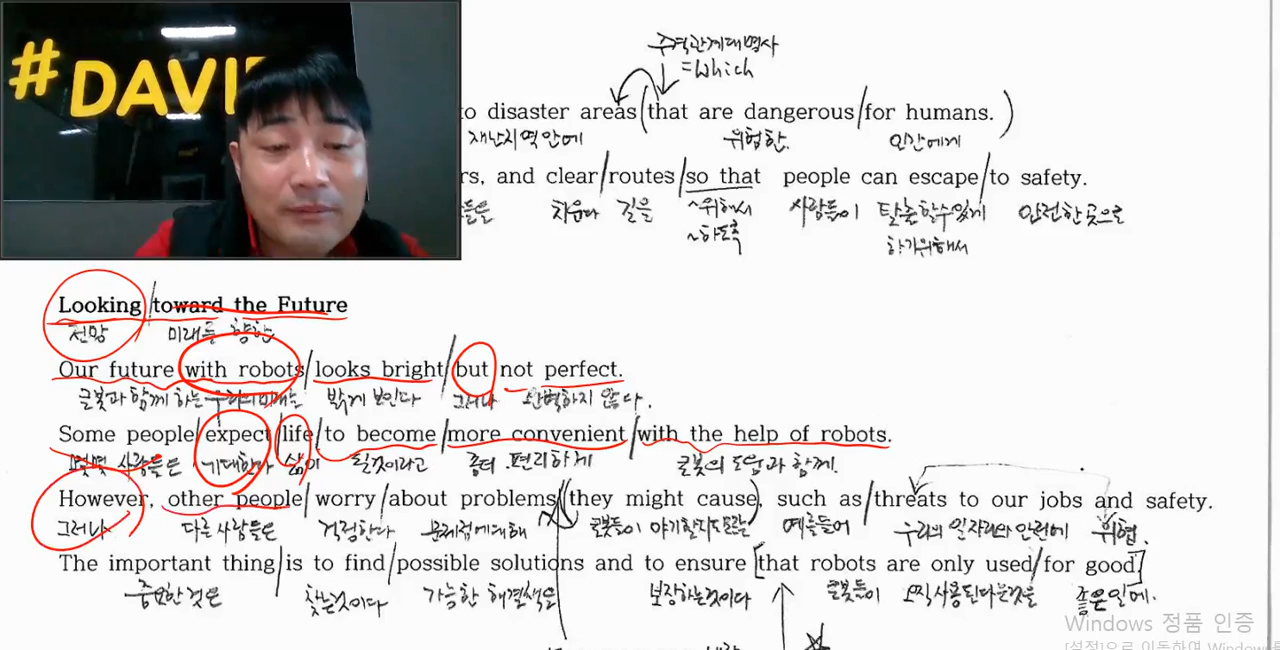 #DAVI
주격관계대명사
=which
to disaster areas (that are dangerous / for humans.)
재난지역안에 위험한. 인간에게
rs, and clear / routes / so that people can escape / to safety.
들을 치운다 길을 ~위해서 사람들이 탈출할수있게 안전한곳으로
~하도록 하기위해서
Looking / toward the Future
전망 미래를 향한
Our future with robots / looks bright / but not perfect.
로봇과 함께 하는 우리의미래는 밝게 보인다 그러나 완벽하지 않다.
Some people / expect / life / to become / more convenient / with the help of robots.
몇몇 사람들은 기대한다 삶이 될것이라고 좀더 편리하게 로봇의 도움과 함께.
However, other people / worry / about problems (they might cause), such as / threats to our jobs and safety.
그러나 다른 사람들은 걱정한다 문제점에대해 로봇들이 야기할지도모르는 예를들어 우리의 일자리와 안전에 위협.
The important thing / is to find / possible solutions and to ensure [that robots are only used / for good]
중요한것은 찾는것이다 가능한 해결책을 보장하는것이다 로봇들이 오직사용된다는것을 좋은일에.
Windows 정품 인증